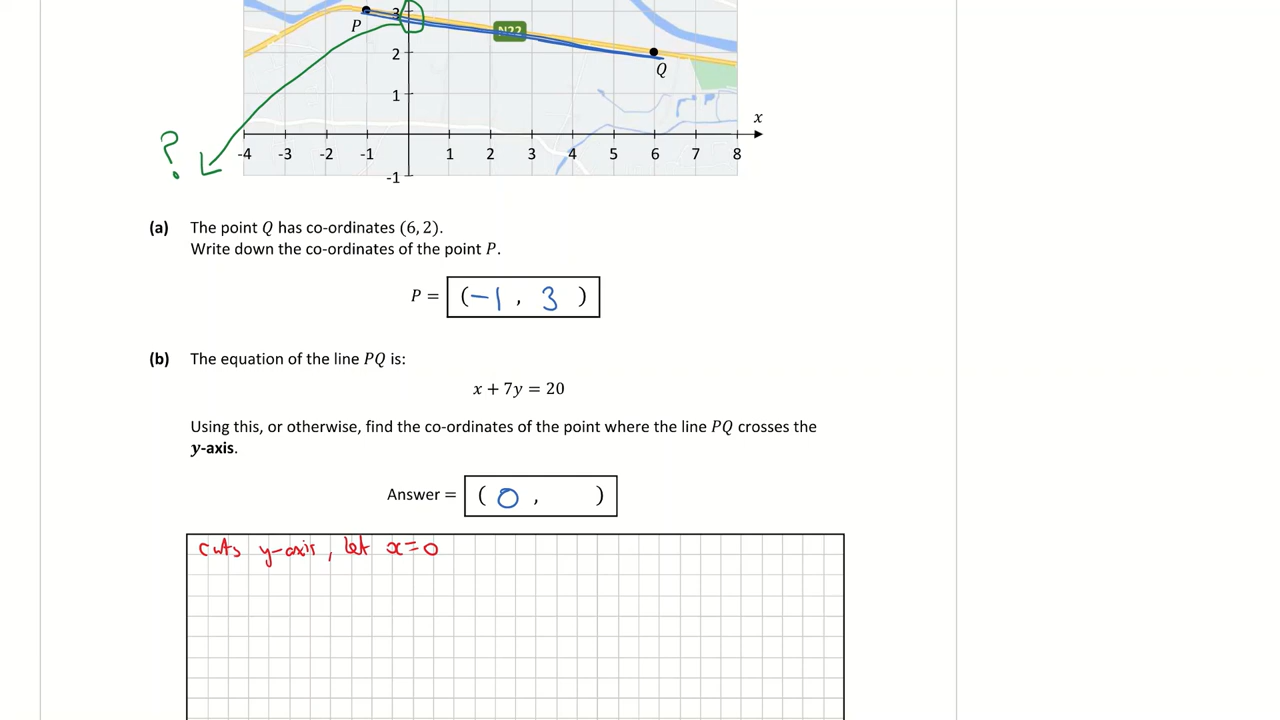 3
P
N22
2
Q
1
x
?
-4 -3 -2 -1 1 2 3 4 5 6 7 8
-1
(a) The point Q has co-ordinates (6, 2).
Write down the co-ordinates of the point P.
P = (-1, 3)
(b) The equation of the line PQ is:
x + 7y = 20
Using this, or otherwise, find the co-ordinates of the point where the line PQ crosses the
y-axis.
Answer = (0, )
cuts y-axis, let x=0